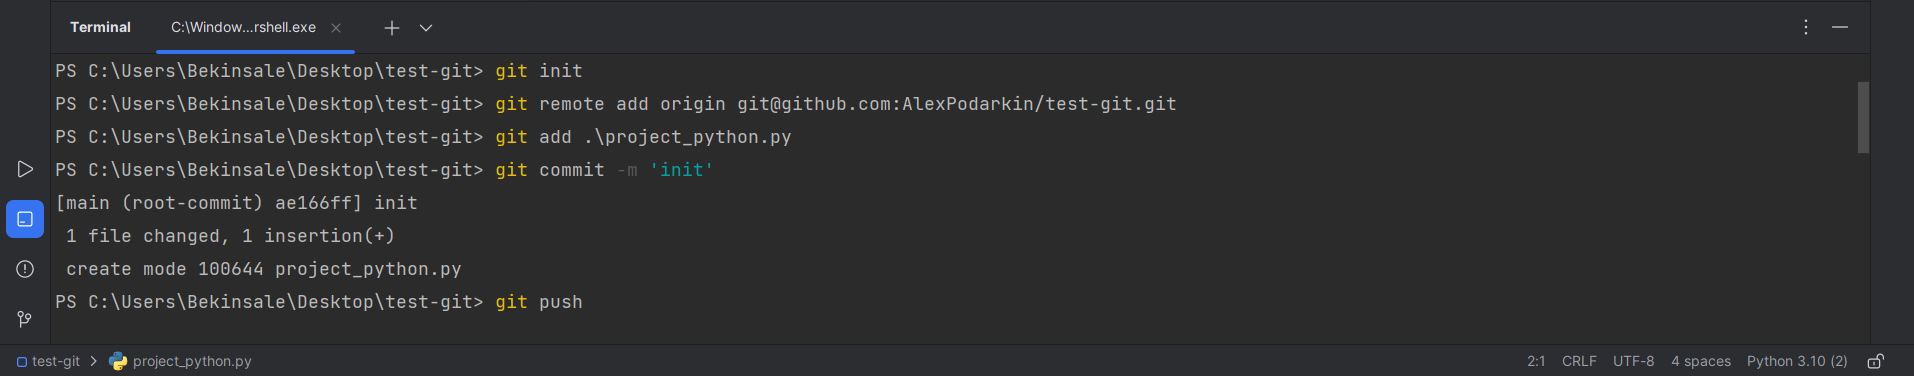 Terminal C:\Window...rshell.exe
PS C:\Users\Bekinsale\Desktop\test-git> git init
PS C:\Users\Bekinsale\Desktop\test-git> git remote add origin git@github.com:AlexPodarkin/test-git.git
PS C:\Users\Bekinsale\Desktop\test-git> git add .\project_python.py
PS C:\Users\Bekinsale\Desktop\test-git> git commit -m 'init'
[main (root-commit) ae166ff] init
 1 file changed, 1 insertion(+)
 create mode 100644 project_python.py
PS C:\Users\Bekinsale\Desktop\test-git> git push
test-git > project_python.py 2:1 CRLF UTF-8 4 spaces Python 3.10 (2)